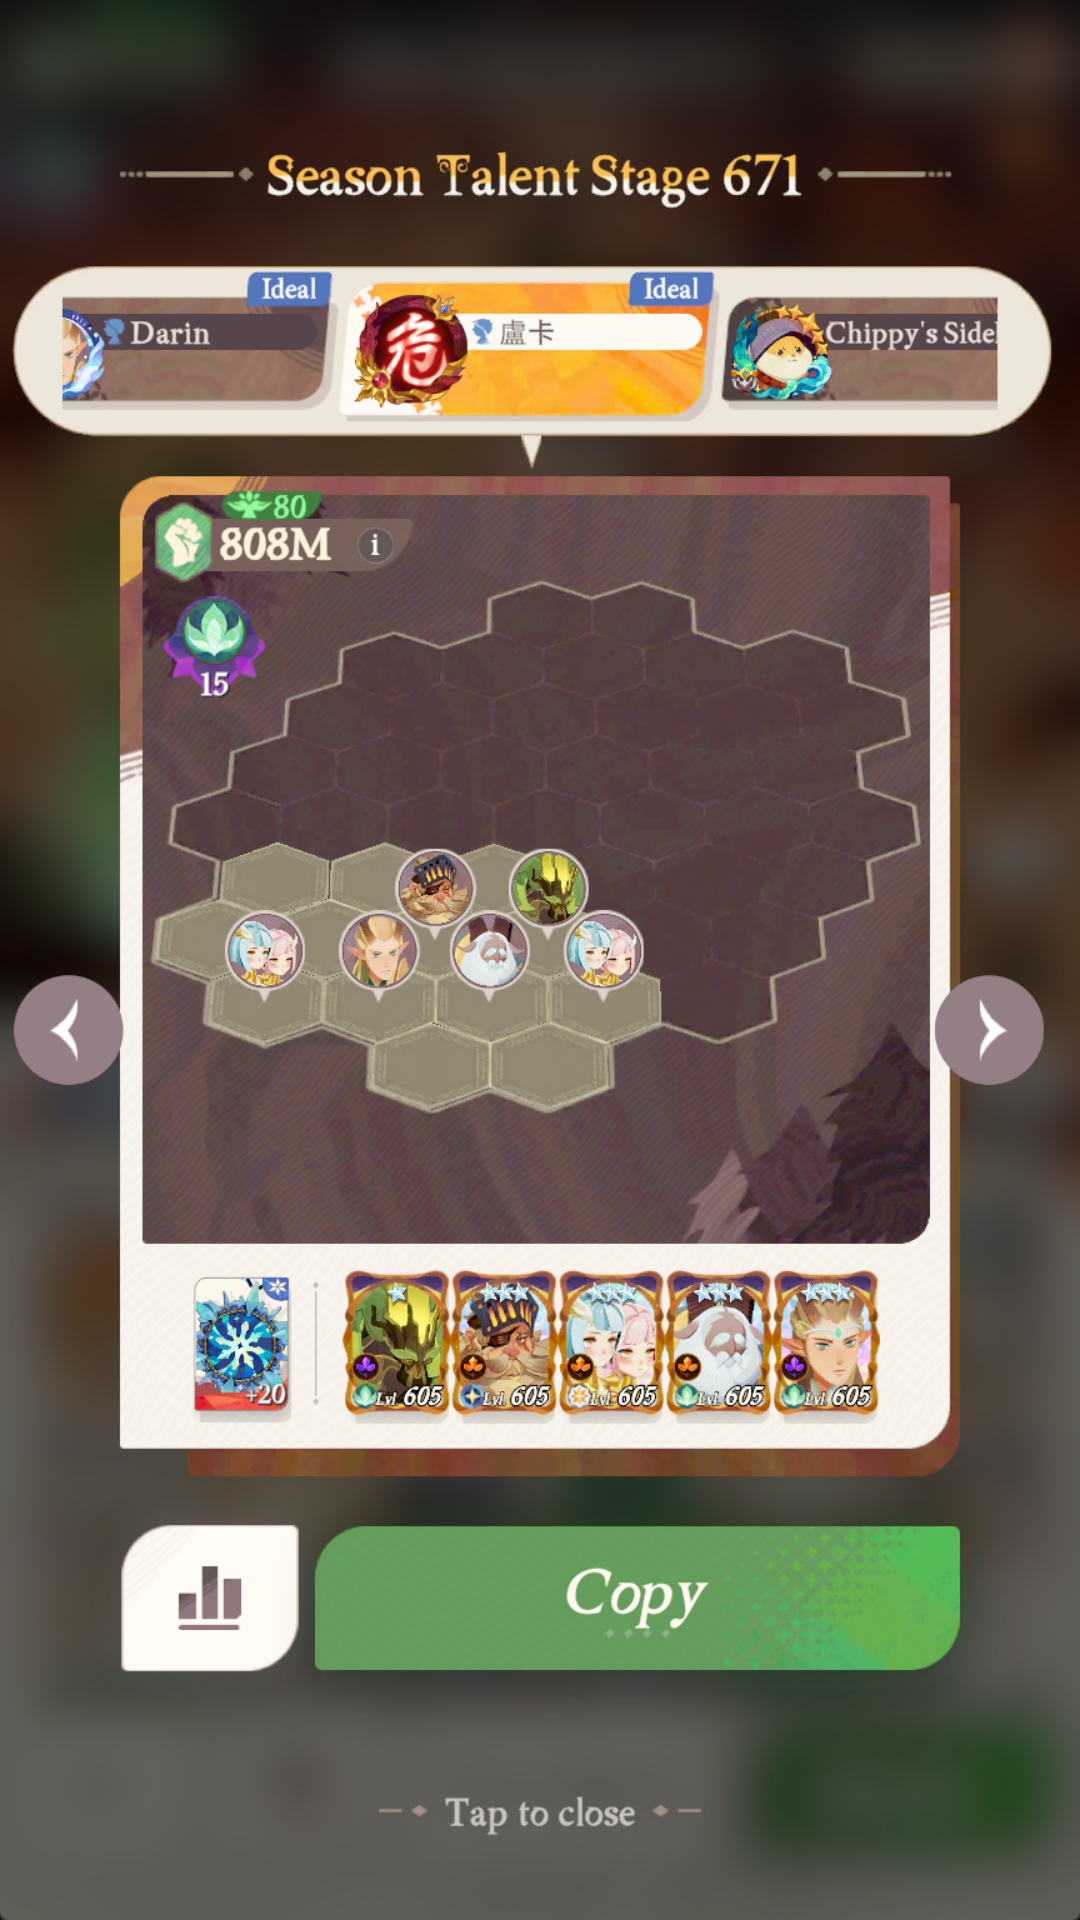 Season Talent Stage 671
Ideal
Darin
Ideal
危
盧卡
Chippy's Side
80
808M
i
15
+20
Lvl. 605
Lvl. 605
Lvl. 605
Lvl. 605
Lvl. 605
Copy
Tap to close